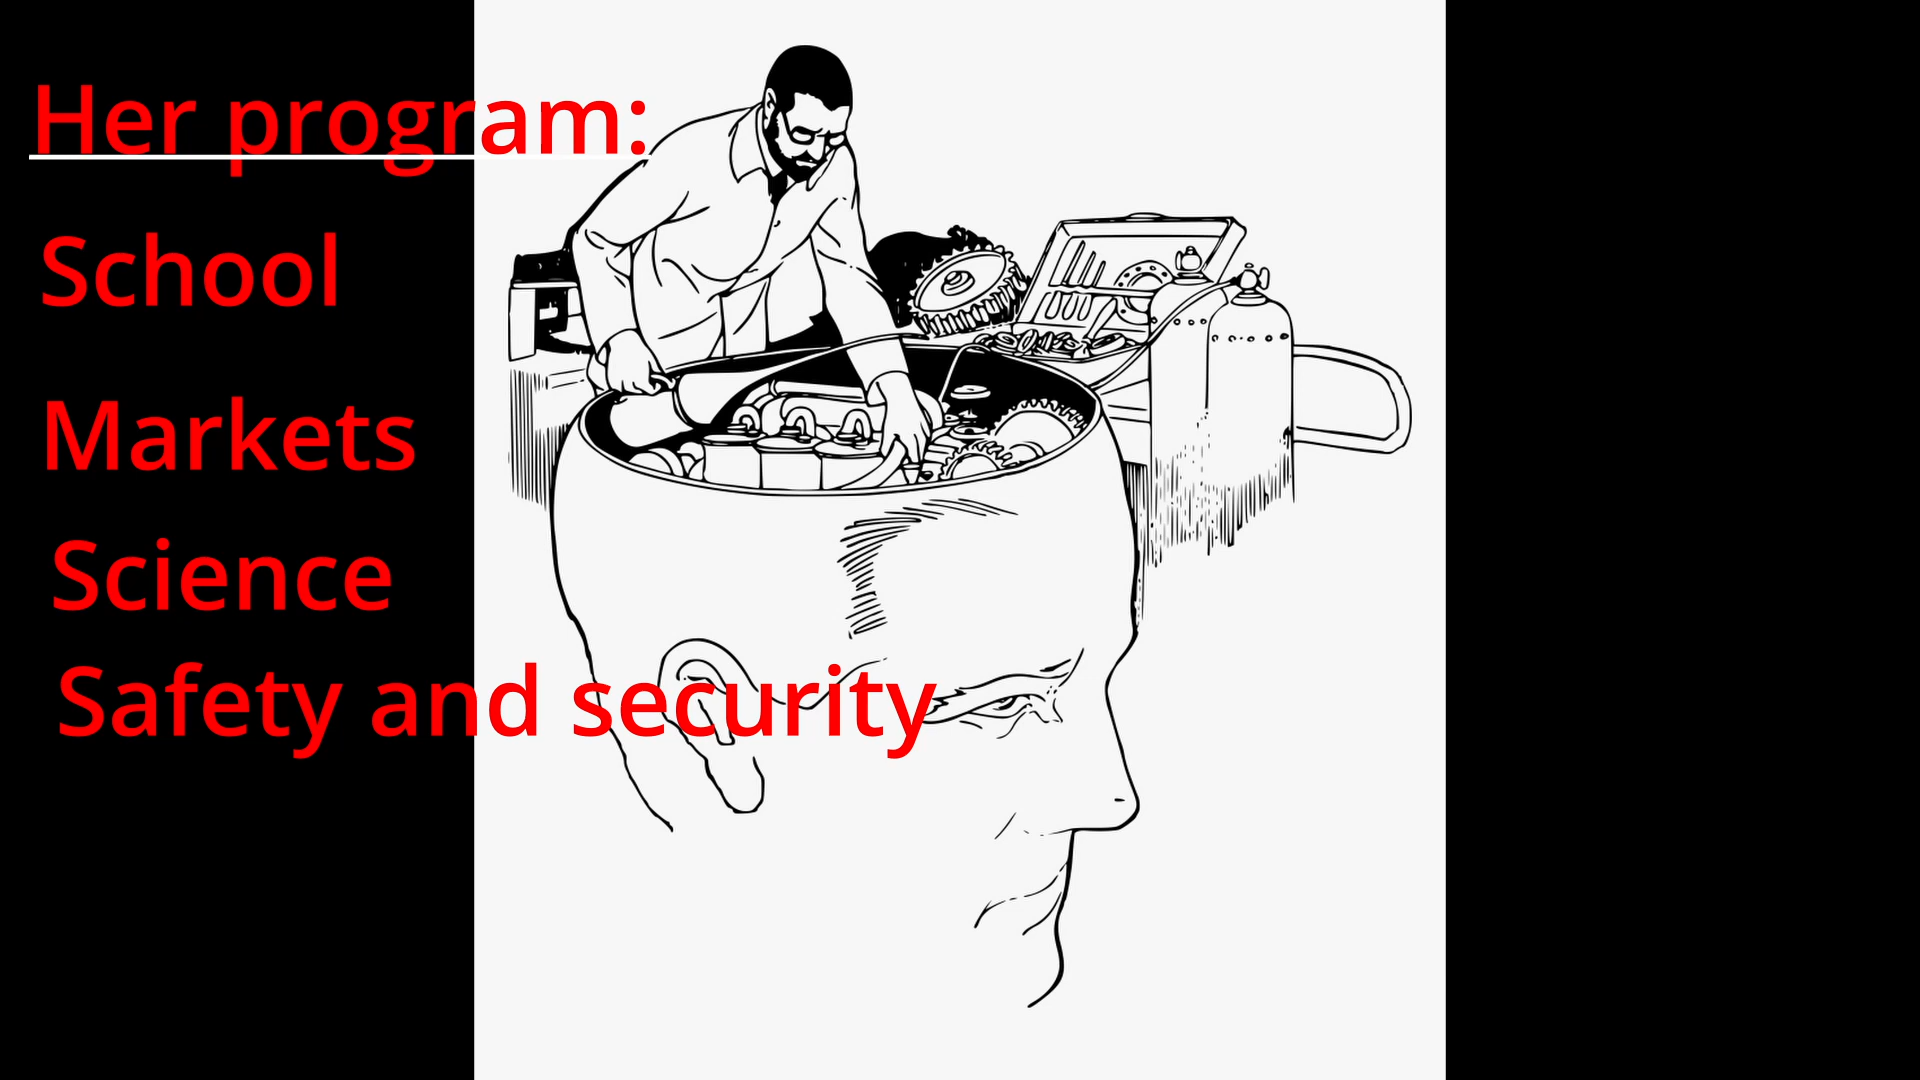 Her program:
School
Markets
Science
Safety and security